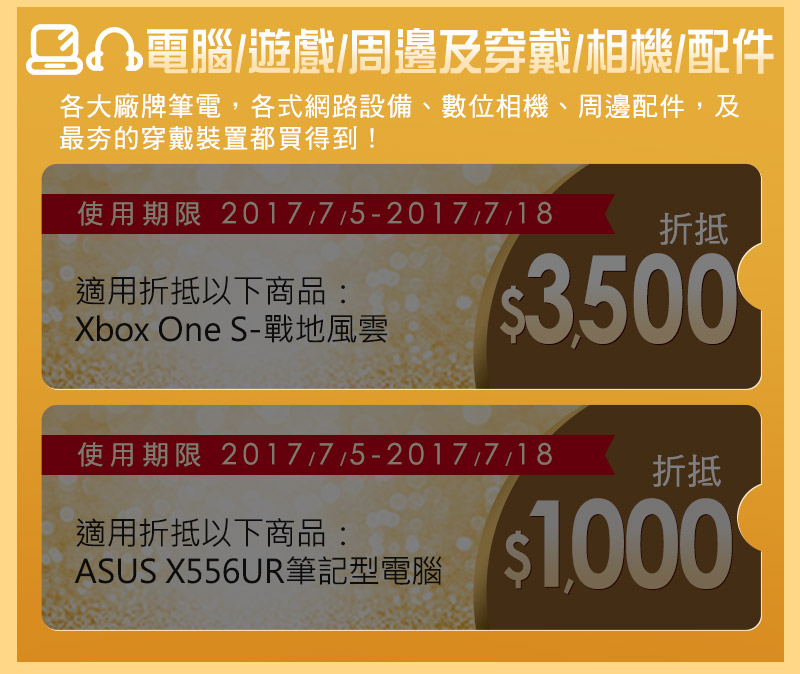 電腦/遊戲/周邊及穿戴/相機/配件
各大廠牌筆電，各式網路設備、數位相機、周邊配件，及
最夯的穿戴裝置都買得到！
使用期限 2017/7/5-2017/7/18
折抵
$3,500
適用折抵以下商品：
Xbox One S-戰地風雲
使用期限 2017/7/5-2017/7/18
折抵
$1,000
適用折抵以下商品：
ASUS X556UR筆記型電腦